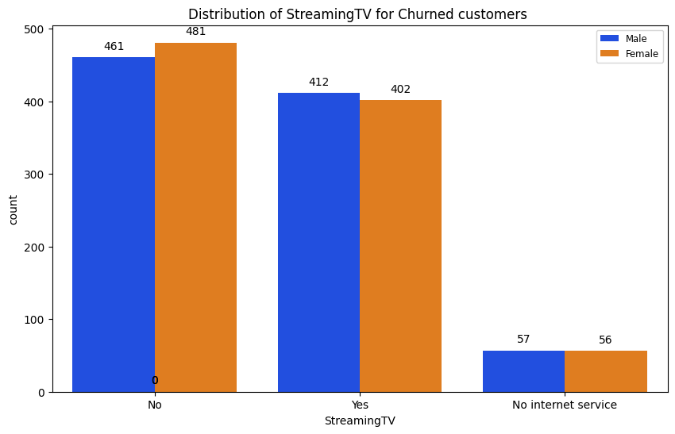 Distribution of StreamingTV for Churned customers
Male
Female
500
400
300
200
100
0
count
461
481
412
402
57
56
0
No
Yes
No internet service
StreamingTV